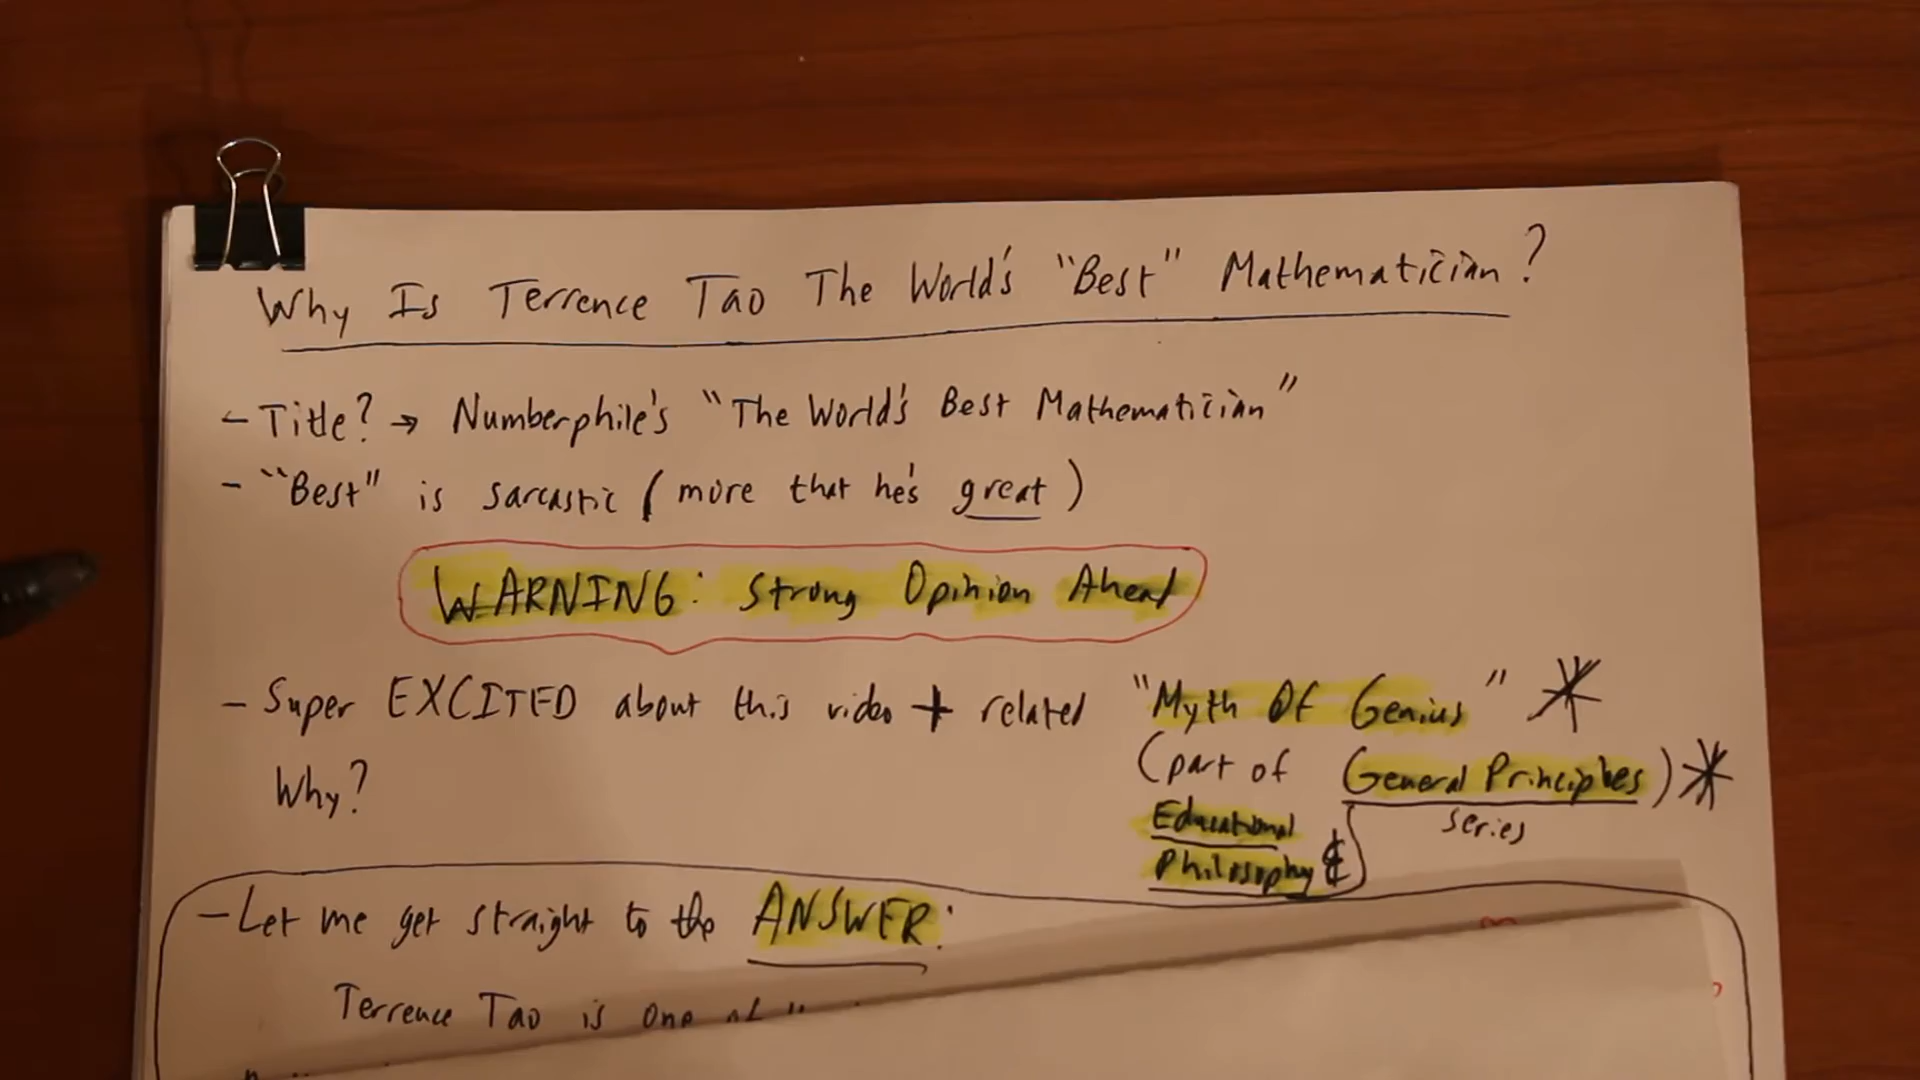 Why Is Terrence Tao The World's "Best" Mathematician?
- Title? → Numberphile's "The World's Best Mathematician"
- "Best" is sarcastic (more that he's great)
WARNING: Strong Opinion Ahead
- Super EXCITED about this video + related "Myth Of Genius" *
Why?
(part of General Principles) *
series
Educational
Philosophy &
- Let me get straight to the ANSWER:
Terrence Tao is one of